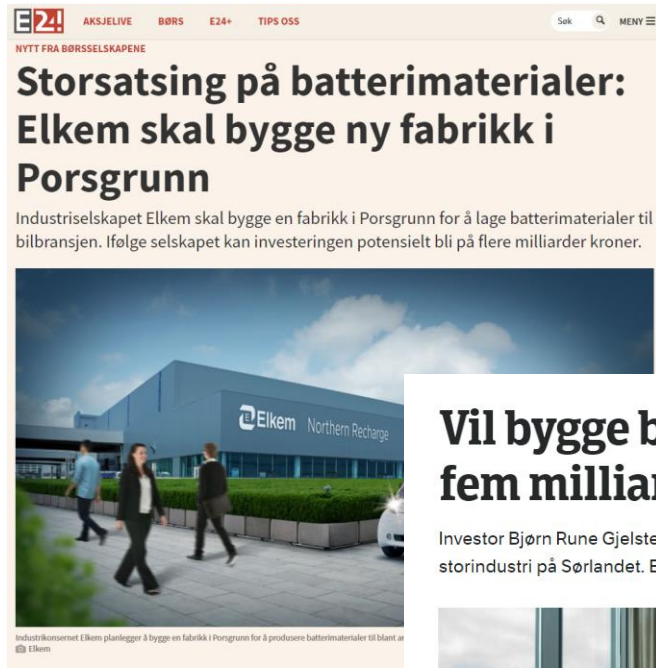 E24! AKSJELIVE BØRS E24+ TIPS OSS Søk MENY
NYTT FRA BØRSSELSKAPENE
Storsatsing på batterimaterialer:
Elkem skal bygge ny fabrikk i
Porsgrunn
Industriselskapet Elkem skal bygge en fabrikk i Porsgrunn for å lage batterimaterialer til
bilbransjen. Ifølge selskapet kan investeringen potensielt bli på flere milliarder kroner.
Elkem Northern Recharge
Industrikonsernet Elkem planlegger å bygge en fabrikk i Porsgrunn for å produsere batterimaterialer til blant
Elkem
Vil bygge
fem
Investor Bjørn Rune
storindustri på Sørlandet.